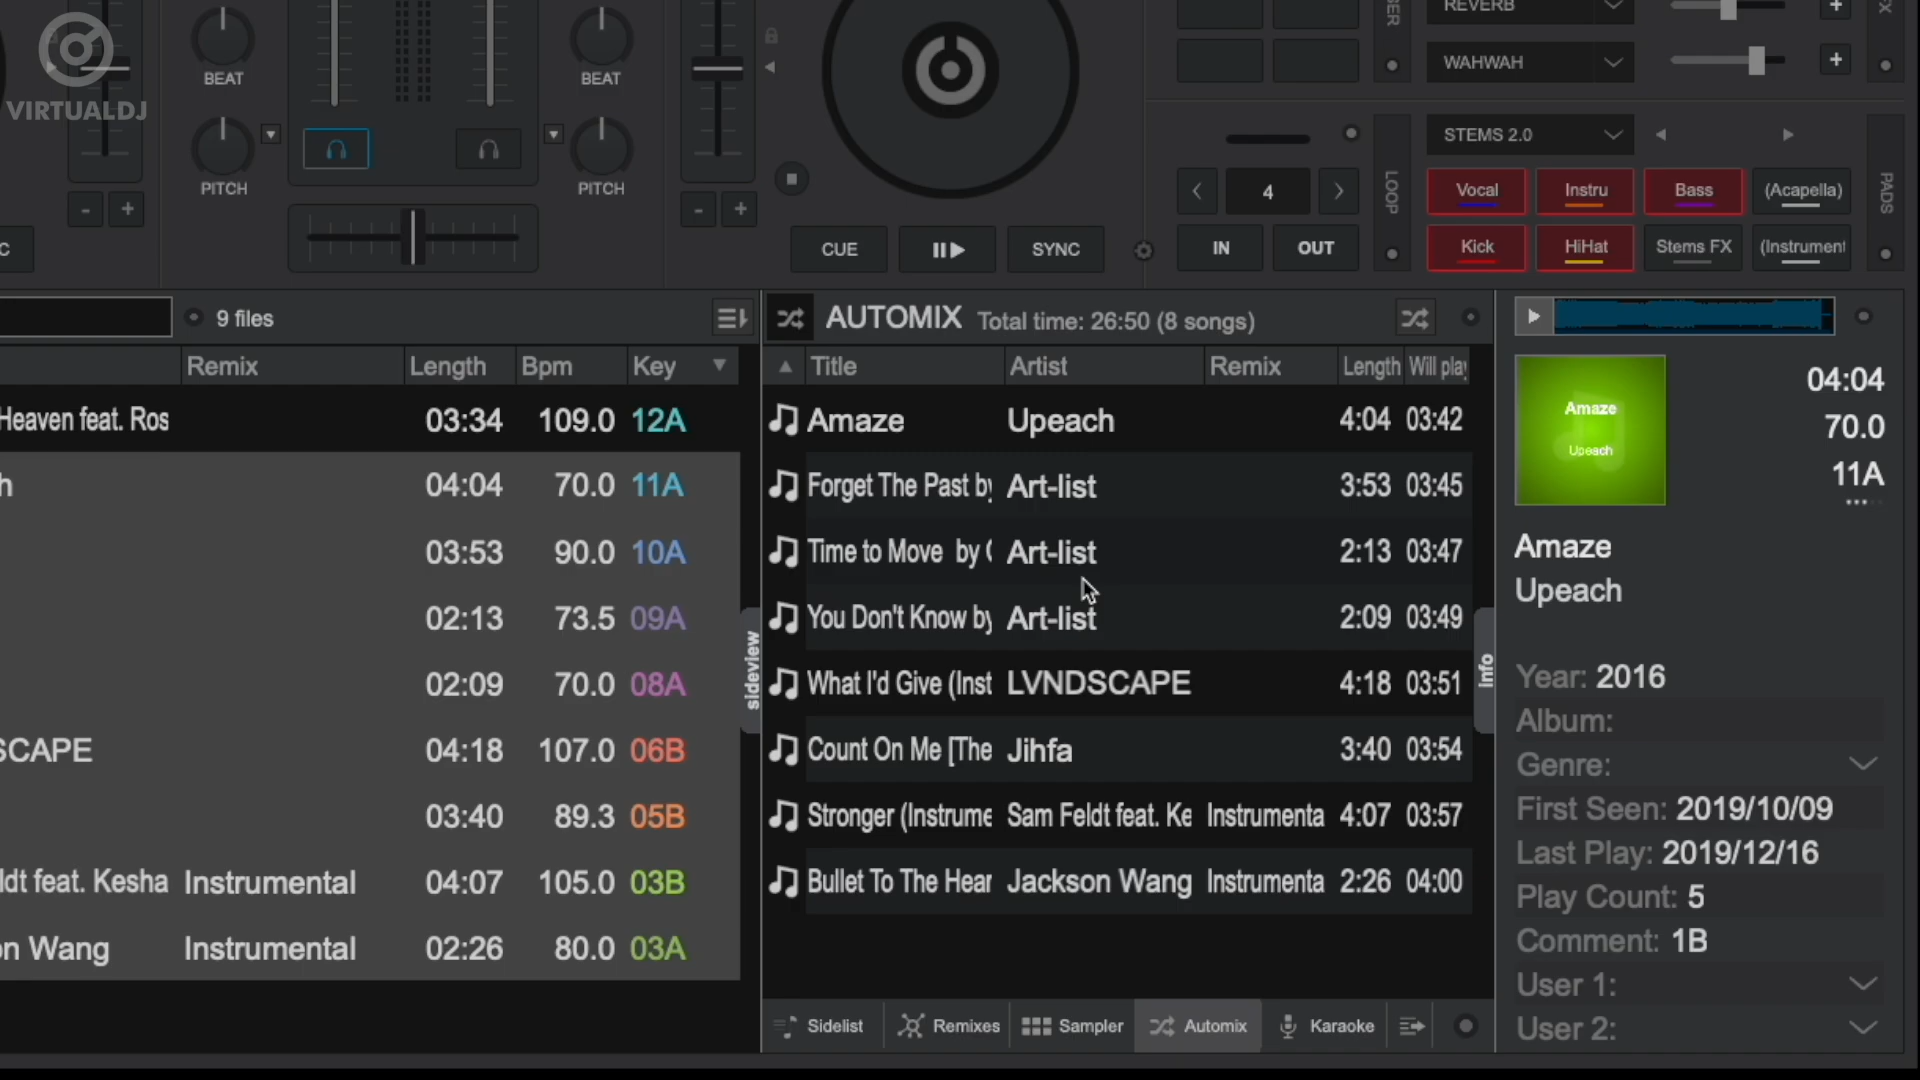 VIRTUALDJ
BEAT
BEAT
PITCH
PITCH
- +
- +
CUE
SYNC
REVERB
WAHWAH
+
+
4
LOOP
IN
OUT
STEMS 2.0
Vocal
Instru
Bass
(Acapella)
Kick
HiHat
Stems FX
(Instrument
PADS
9 files
Remix Length Bpm Key
Heaven feat. Ros 03:34 109.0 12A
h 04:04 70.0 11A
03:53 90.0 10A
02:13 73.5 09A
02:09 70.0 08A
SCAPE 04:18 107.0 06B
03:40 89.3 05B
ldt feat. Kesha Instrumental 04:07 105.0 03B
on Wang Instrumental 02:26 80.0 03A
sideview
AUTOMIX Total time: 26:50 (8 songs)
Title Artist Remix Length Will play
Amaze Upeach 4:04 03:42
Forget The Past by Art-list 3:53 03:45
Time to Move by Art-list 2:13 03:47
You Don't Know by Art-list 2:09 03:49
What I'd Give (Inst LVNDSCAPE 4:18 03:51
Count On Me [The Jihfa 3:40 03:54
Stronger (Instrume Sam Feldt feat. Ke Instrumenta 4:07 03:57
Bullet To The Hear Jackson Wang Instrumenta 2:26 04:00
Sidelist
Remixes
Sampler
Automix
Karaoke
info
Amaze
Upeach
04:04
70.0
11A
Amaze
Upeach
Year: 2016
Album:
Genre:
First Seen: 2019/10/09
Last Play: 2019/12/16
Play Count: 5
Comment: 1B
User 1:
User 2: